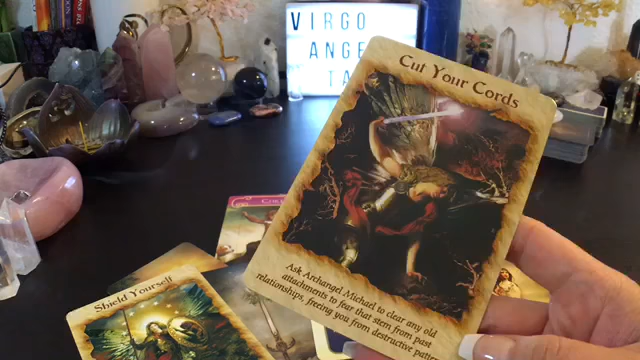 VIRGO
ANGE
TA
Cut Your Cords
Ask Archangel Michael to clear any old
attachments to fear that stem from past
relationships, freeing you from destructive patter
Shield Yourself